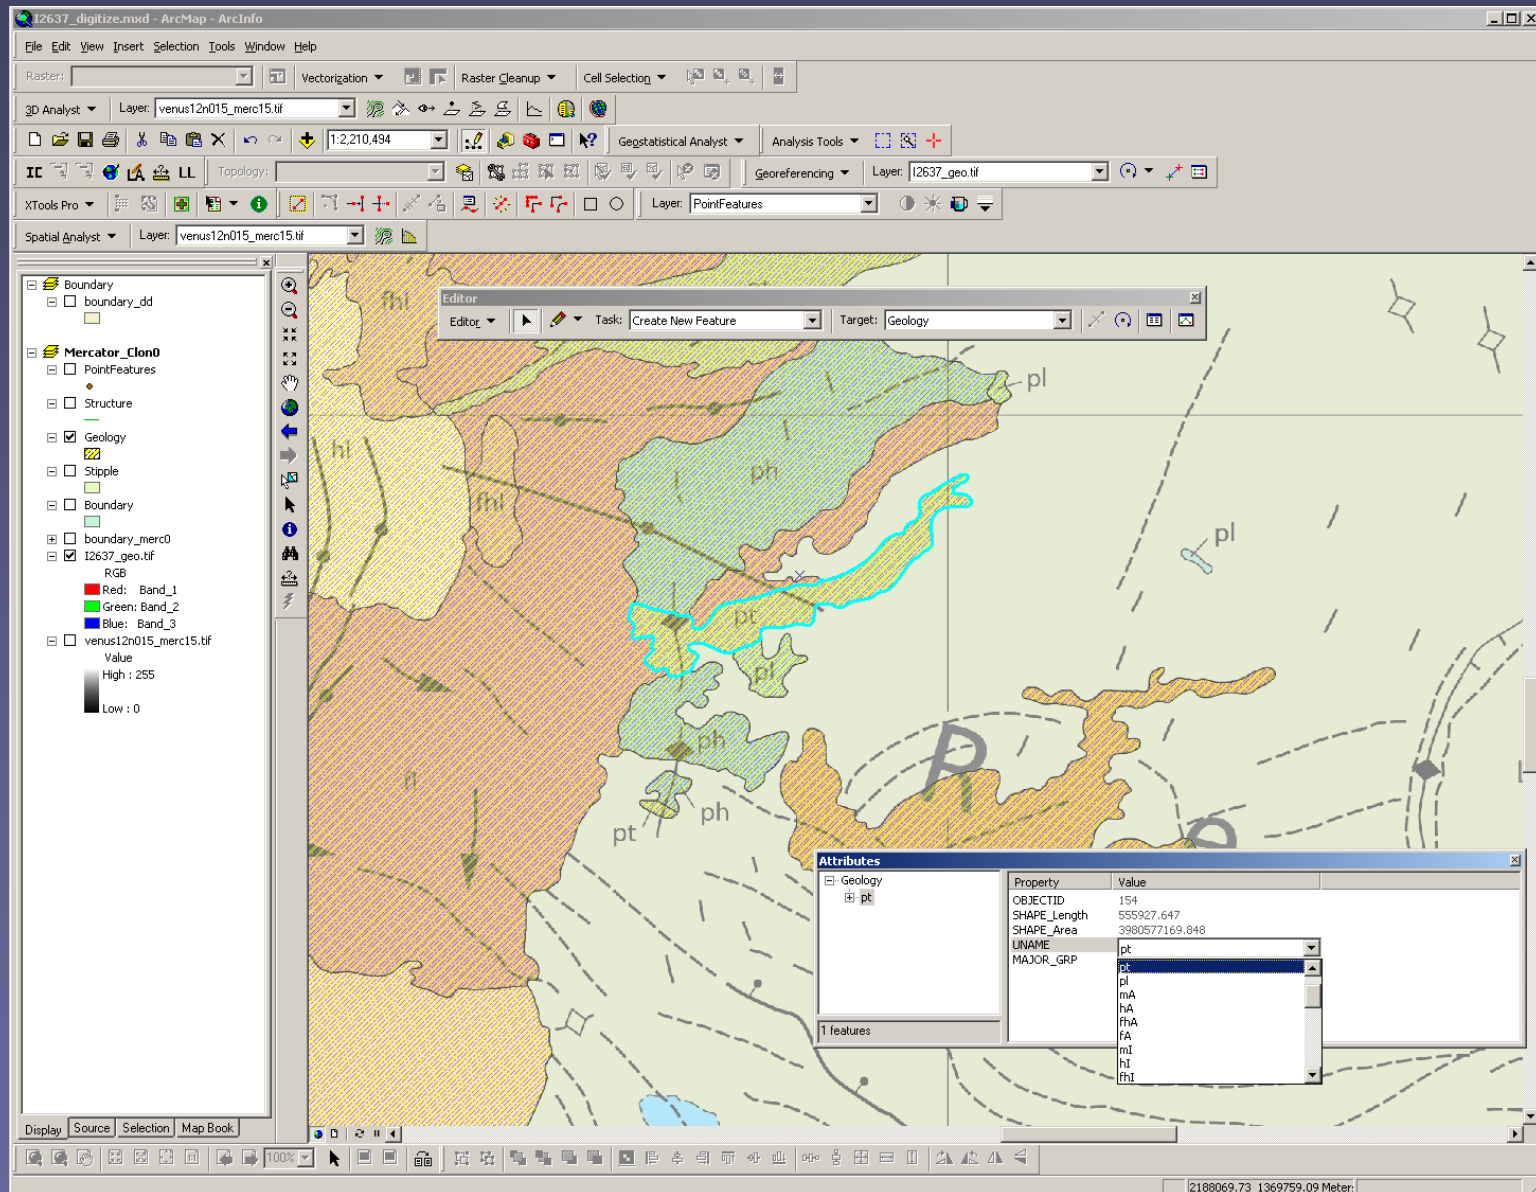 I2637_digitize.mxd - ArcMap - ArcInfo
File Edit View Insert Selection Tools Window Help
Raster: Vectorization Raster Cleanup Cell Selection
3D Analyst Layer: venus12n015_merc15.tif
1:2,210,494 Geostatistical Analyst Analysis Tools
IC LL Topology: Georeferencing Layer: I2637_geo.tif
XTools Pro Layer: PointFeatures
Spatial Analyst Layer: venus12n015_merc15.tif
Boundary
boundary_dd
Mercator_Clon0
PointFeatures
Structure
Geology
Stipple
Boundary
boundary_merc0
I2637_geo.tif
RGB
Red: Band_1
Green: Band_2
Blue: Band_3
venus12n015_merc15.tif
Value
High : 255
Low : 0
Display Source Selection Map Book
Editor
Editor Task: Create New Feature Target: Geology
fhl
pl
hl
fhl
ph
pl
pt
pl
ph
P
ph
pt
e
fl
Attributes
Geology
pt
1 features
Property Value
OBJECTID 154
SHAPE_Length 555927.647
SHAPE_Area 3980577169.848
UNAME pt
MAJOR_GRP
pt
pl
mA
hA
fhA
fA
mI
hI
fhI
100%
2188069.73 1369759.09 Meter